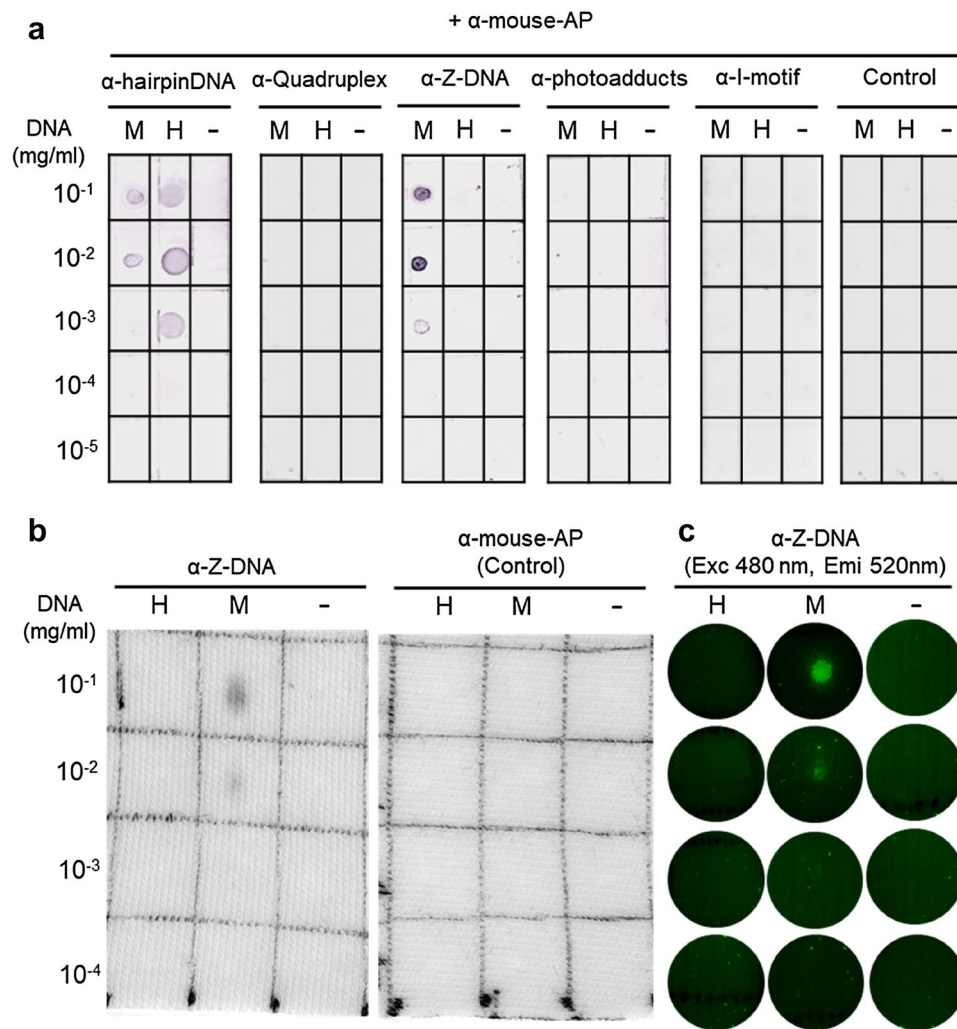 a
+ α-mouse-AP
α-hairpinDNA α-Quadruplex α-Z-DNA α-photoadducts α-I-motif Control
DNA (mg/ml)
M H - M H - M H - M H - M H - M H -
10-1
10-2
10-3
10-4
10-5
b
α-Z-DNA
α-mouse-AP
(Control)
DNA
(mg/ml)
H M - H M -
10-1
10-2
10-3
10-4
c
α-Z-DNA
(Exc 480 nm, Emi 520nm)
H M -